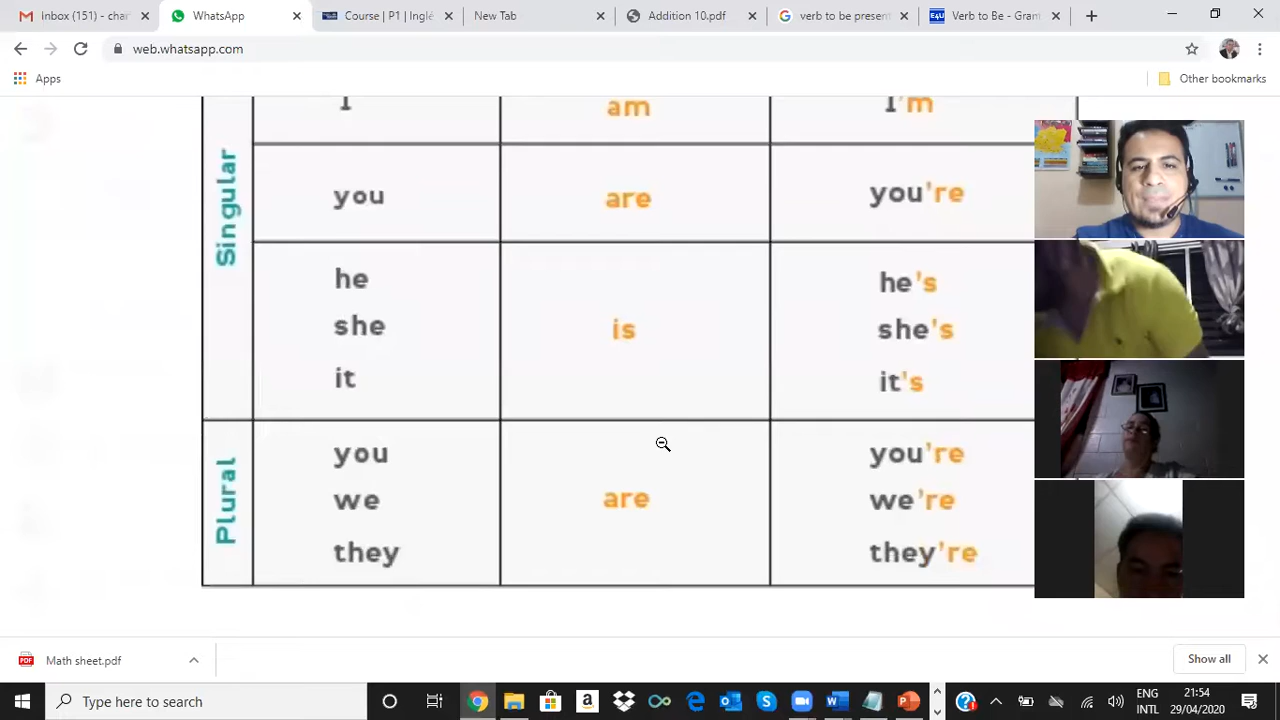 Inbox (151) - char
WhatsApp
Course | P1 | Inglé
New Tab
Addition 10.pdf
verb to be present
E4U
Verb to Be - Gram
web.whatsapp.com
Apps
Other bookmarks
Singular
I
am
I'm
you
are
you're
he
he's
she
is
she's
it
it's
Plural
you
you're
we
are
we're
they
they're
PDF
Math sheet.pdf
Show all
Type here to search
ENG
INTL
21:54
29/04/2020